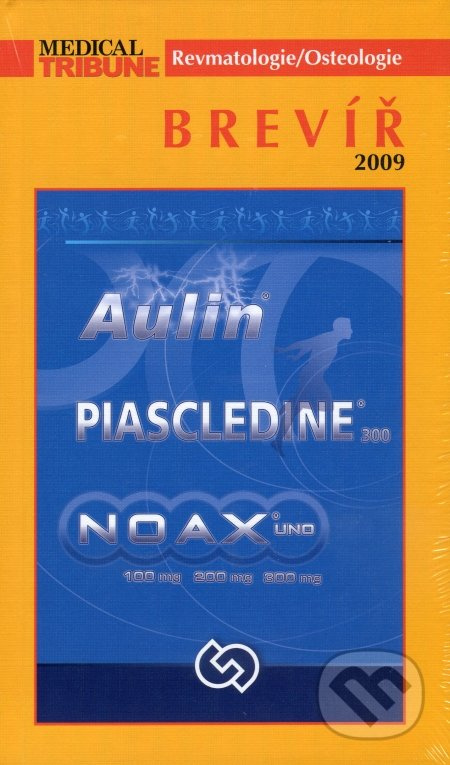 MEDICAL
TRIBUNE
Revmatologie/Osteologie
BREVÍŘ
2009
Aulin®
PIASCLEDINE® 300
NOAX® UNO
100 mg 200 mg 300 mg